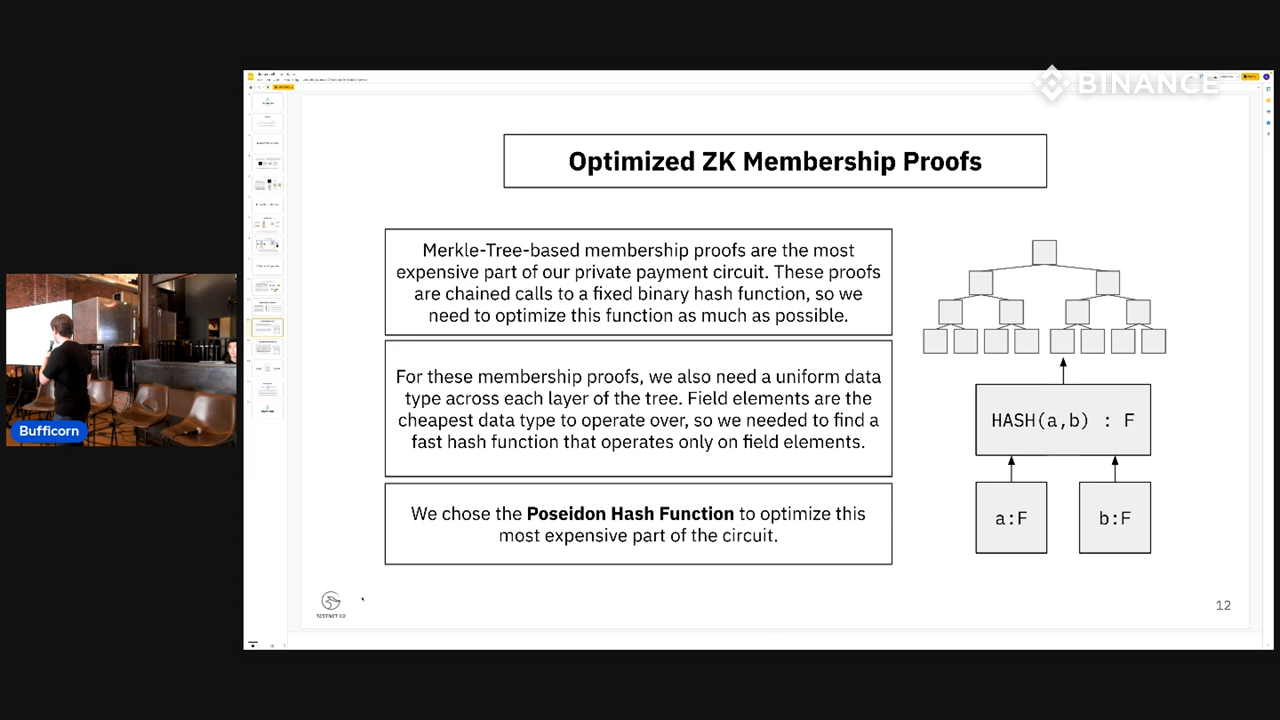 BINANCE
Optimized ZK Membership Proofs
Merkle-Tree based membership proofs are the most
expensive part of our private payment circuit. These proofs
are chained calls to a fixed binary hash function, so we
need to optimize this function as much as possible.
For these membership proofs, we also need a uniform data
type across each layer of the tree. Field elements are the
cheapest data type to operate over, so we needed to find a
fast hash function that operates only on field elements.
We chose the Poseidon Hash Function to optimize this
most expensive part of the circuit.
HASH(a,b) : F
a:F
b:F
Bufficorn
TESTNET V2
12